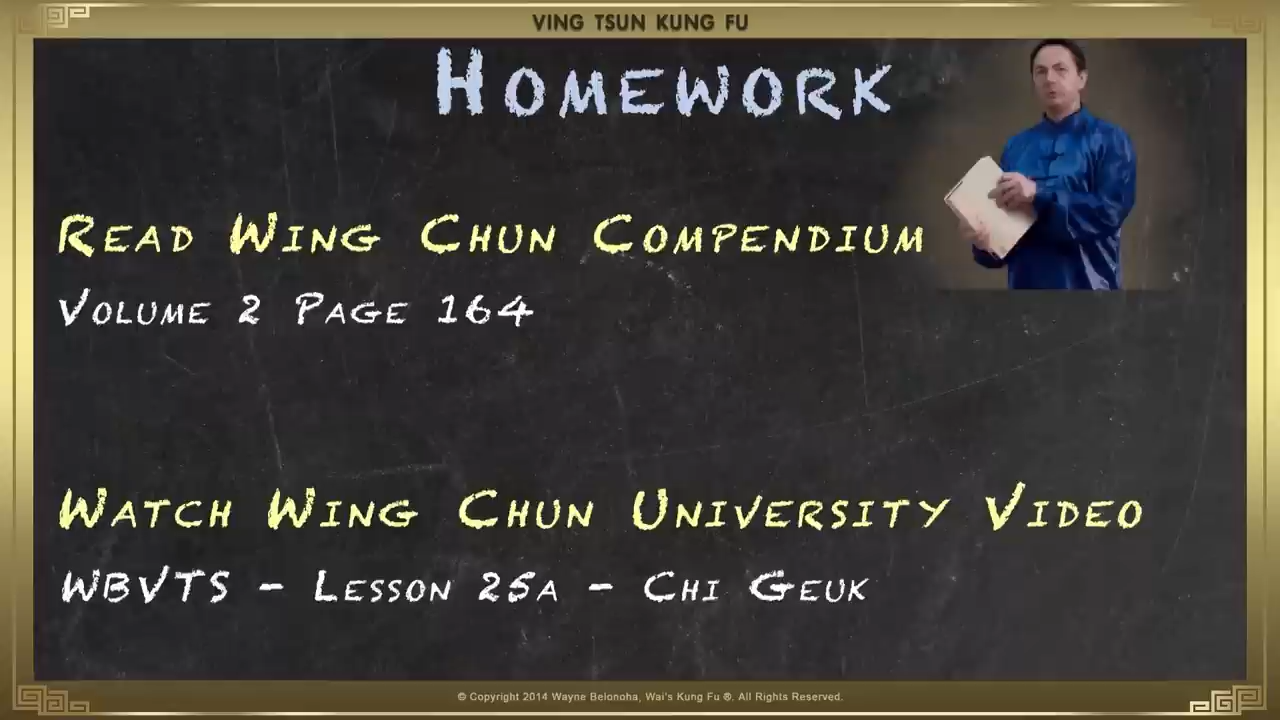 VING TSUN KUNG FU
HOMEWORK
READ WING CHUN COMPENDIUM
VOLUME 2 PAGE 164
WATCH WING CHUN UNIVERSITY VIDEO
WBVTS - LESSON 25A - CHI GEUK
© Copyright 2014 Wayne Belonoha, Wai's Kung Fu ®. All Rights Reserved.